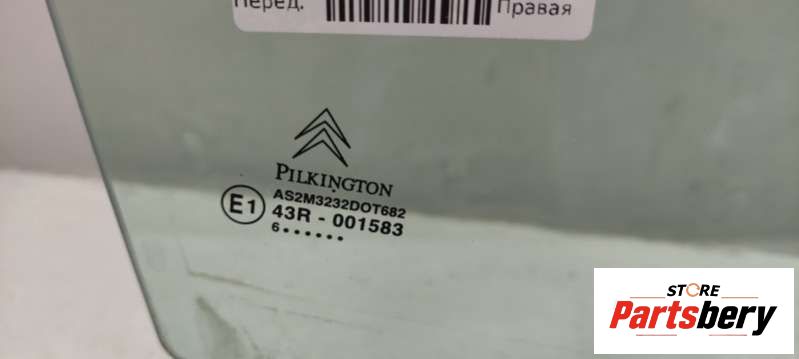 Перед.
Правая
PILKINGTON
AS2M3232DOT682
E1
43R - 001583
6.......
STORE
Partsbery